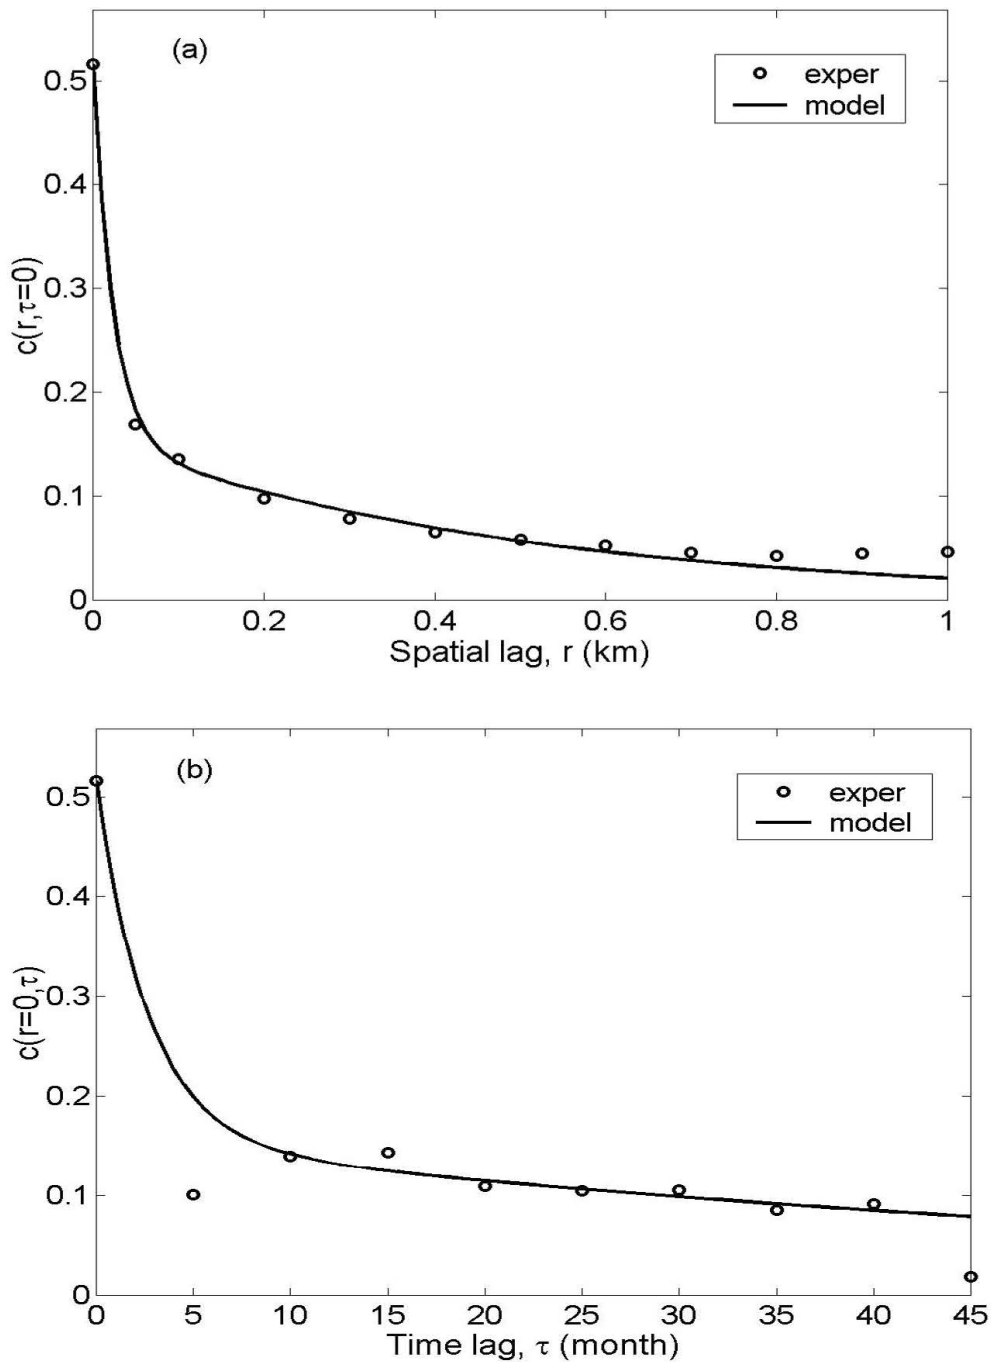 (a)
exper
model
0.5
0.4
0.3
0.2
0.1
0
c(r,τ=0)
0 0.2 0.4 0.6 0.8 1
Spatial lag, r (km)
(b)
exper
model
0.5
0.4
0.3
0.2
0.1
0
c(r=0,τ)
0 5 10 15 20 25 30 35 40 45
Time lag, τ (month)